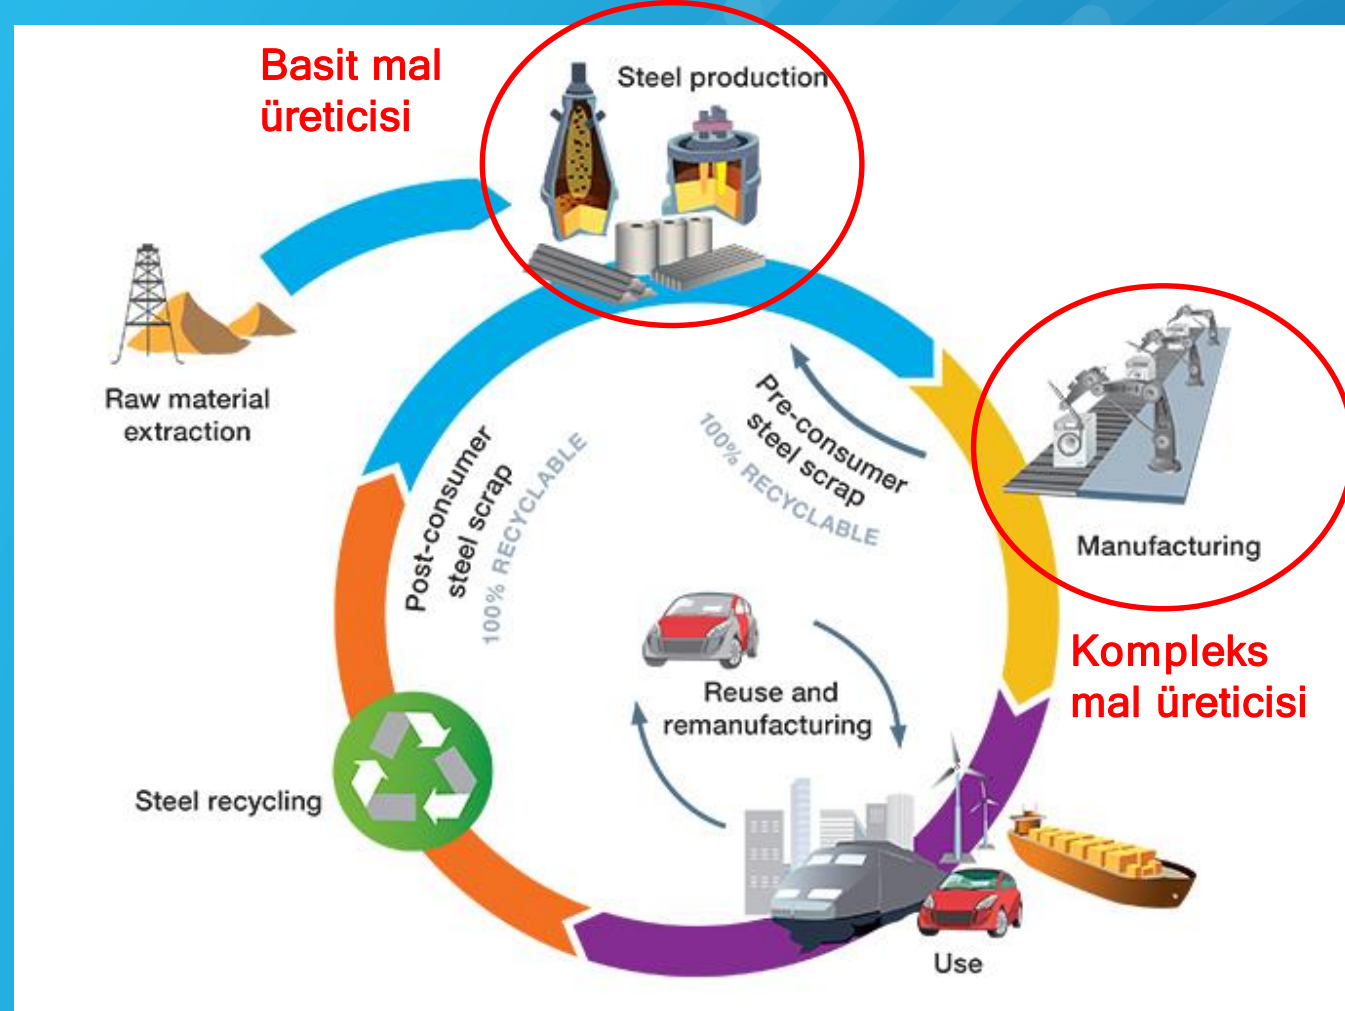 Basit mal
üreticisi
Steel production
Raw material
extraction
Pre-consumer
steel scrap
100% RECYCLABLE
Post-consumer
steel scrap
100% RECYCLABLE
Manufacturing
Kompleks
mal üreticisi
Reuse and
remanufacturing
Steel recycling
Use